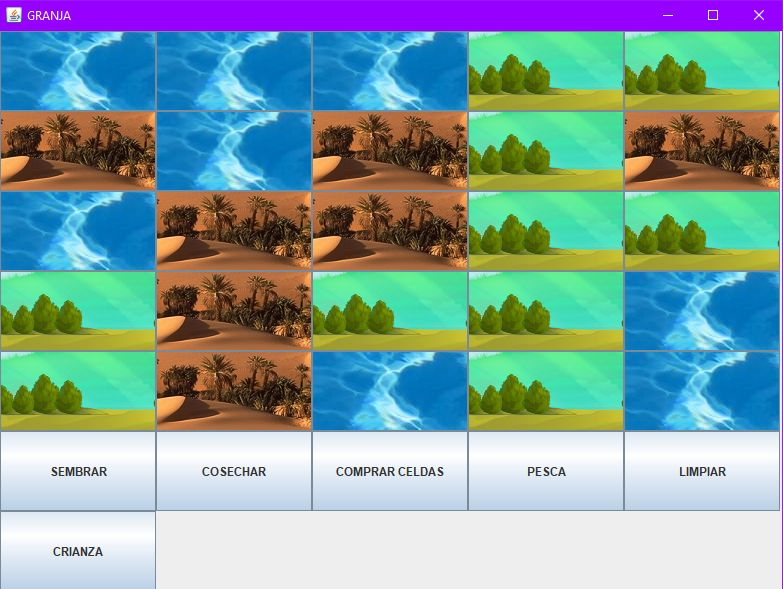 GRANJA
SEMBRAR
COSECHAR
COMPRAR CELDAS
PESCA
LIMPIAR
CRIANZA